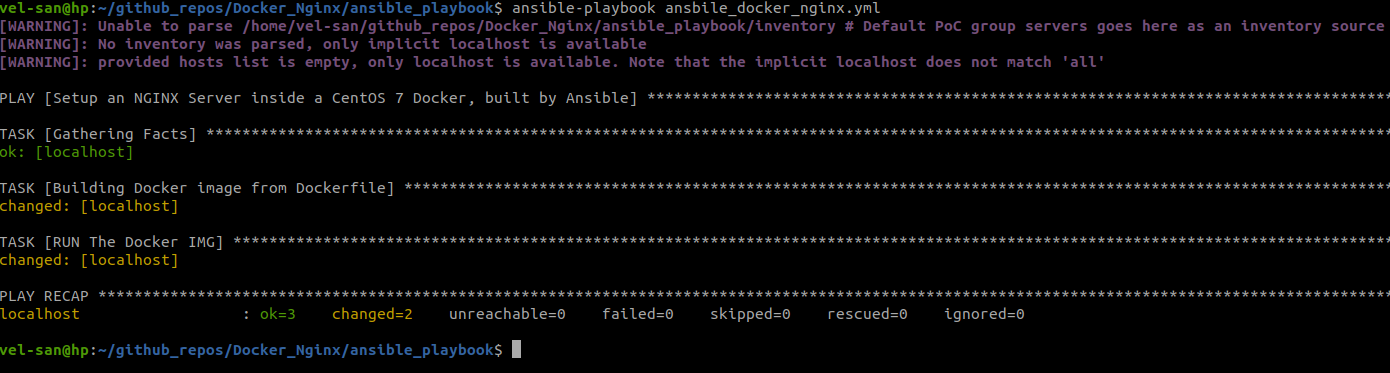 vel-san@hp:~/github_repos/Docker_Nginx/ansible_playbook$ ansible-playbook ansbile_docker_nginx.yml
[WARNING]: Unable to parse /home/vel-san/github_repos/Docker_Nginx/ansible_playbook/inventory # Default PoC group servers goes here as an inventory source
[WARNING]: No inventory was parsed, only implicit localhost is available
[WARNING]: provided hosts list is empty, only localhost is available. Note that the implicit localhost does not match 'all'
PLAY [Setup an NGINX Server inside a CentOS 7 Docker, built by Ansible] ***********************************************************************************
TASK [Gathering Facts] ************************************************************************************************************************************
ok: [localhost]
TASK [Building Docker image from Dockerfile] **************************************************************************************************************
changed: [localhost]
TASK [RUN The Docker IMG] *********************************************************************************************************************************
changed: [localhost]
PLAY RECAP ************************************************************************************************************************************************
localhost                  : ok=3    changed=2    unreachable=0    failed=0    skipped=0    rescued=0    ignored=0
vel-san@hp:~/github_repos/Docker_Nginx/ansible_playbook$